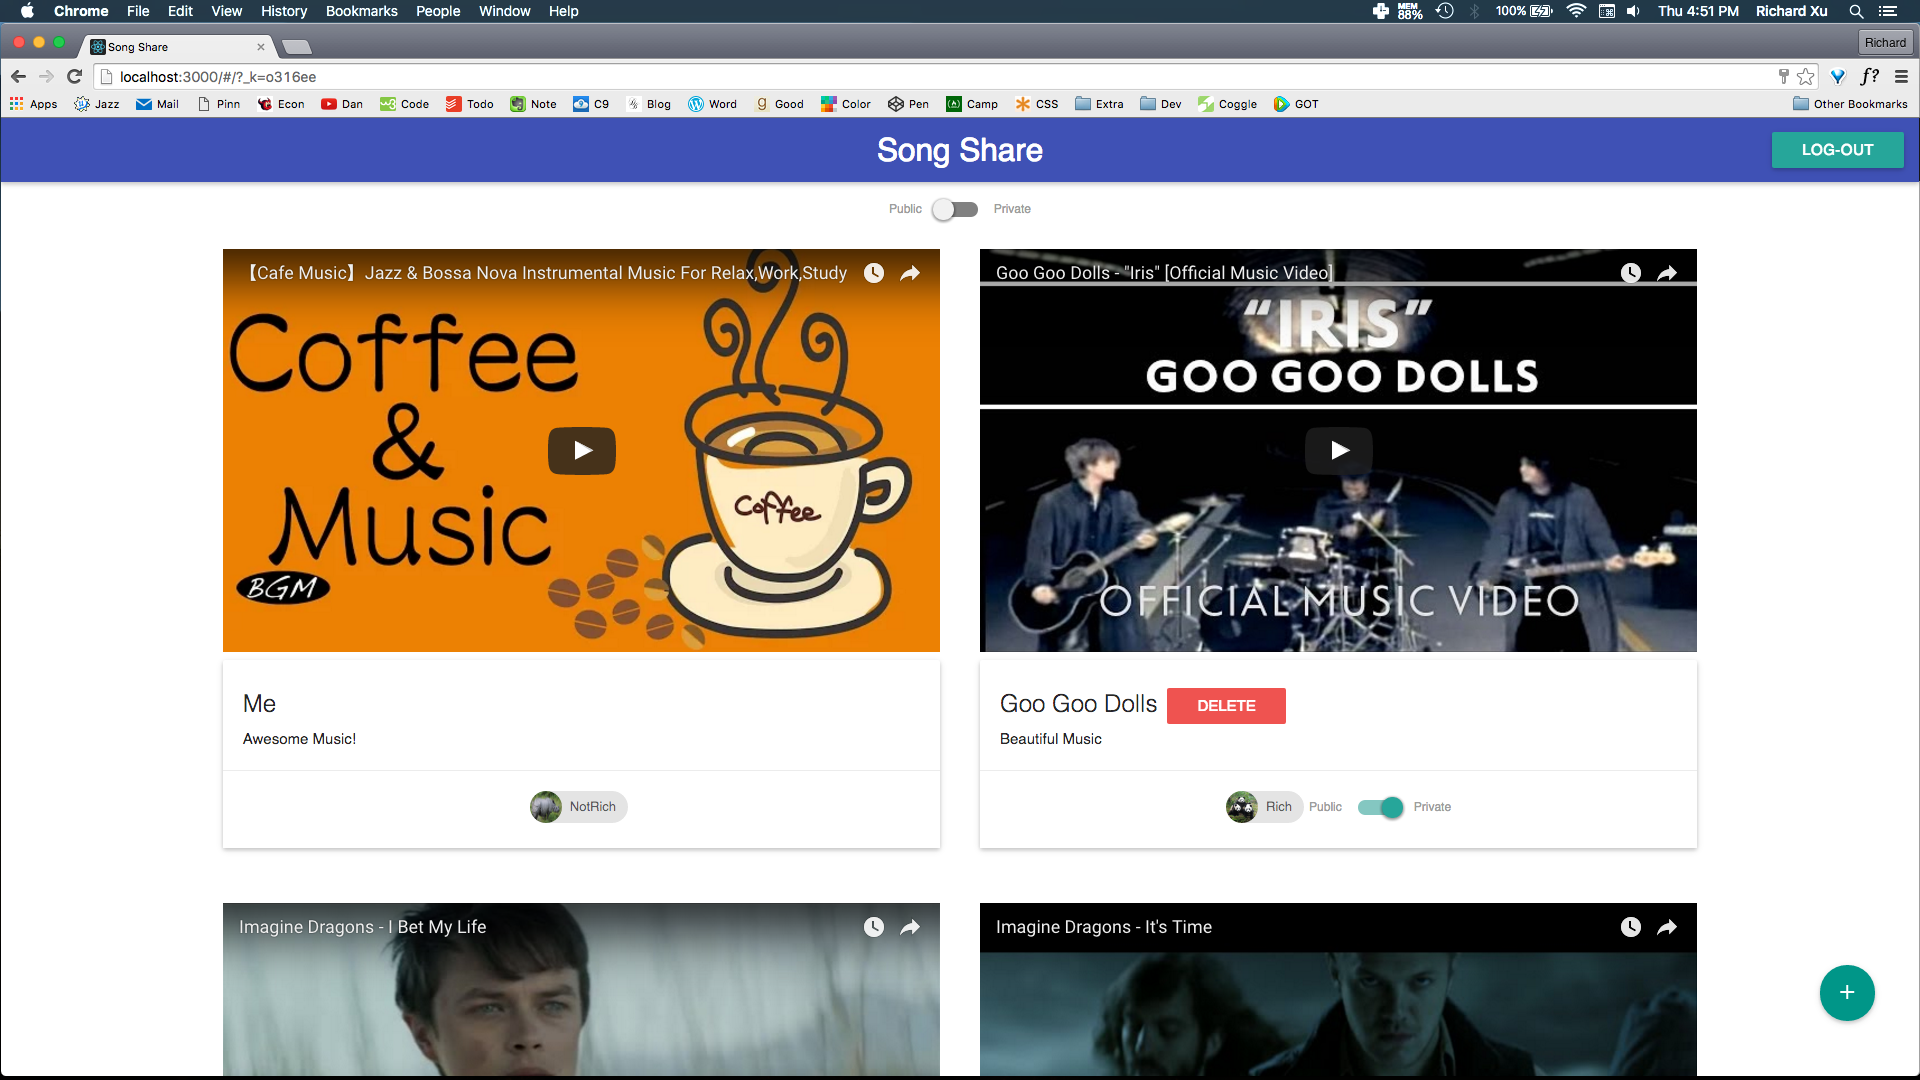 Chrome File Edit View History Bookmarks People Window Help MEM 88% 100% Thu 4:51 PM Richard Xu
Song Share Richard
localhost:3000/#/?_k=o316ee f?
Apps Jazz Mail Pinn Econ Dan Code Todo Note C9 Blog Word Good Color Pen Camp CSS Extra Dev Coggle GOT Other Bookmarks
Song Share LOG-OUT
Public Private
【Cafe Music】Jazz & Bossa Nova Instrumental Music For Relax,Work,Study
Coffee
&
Music
BGM
Coffee
Goo Goo Dolls - "Iris" [Official Music Video]
“IRIS”
GOO GOO DOLLS
OFFICIAL MUSIC VIDEO
Me
Awesome Music!
NotRich
Goo Goo Dolls DELETE
Beautiful Music
Rich Public Private
Imagine Dragons - I Bet My Life
Imagine Dragons - It's Time